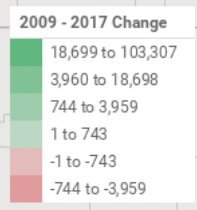 2009 - 2017 Change
18,699 to 103,307
3,960 to 18,698
744 to 3,959
1 to 743
-1 to -743
-744 to -3,959